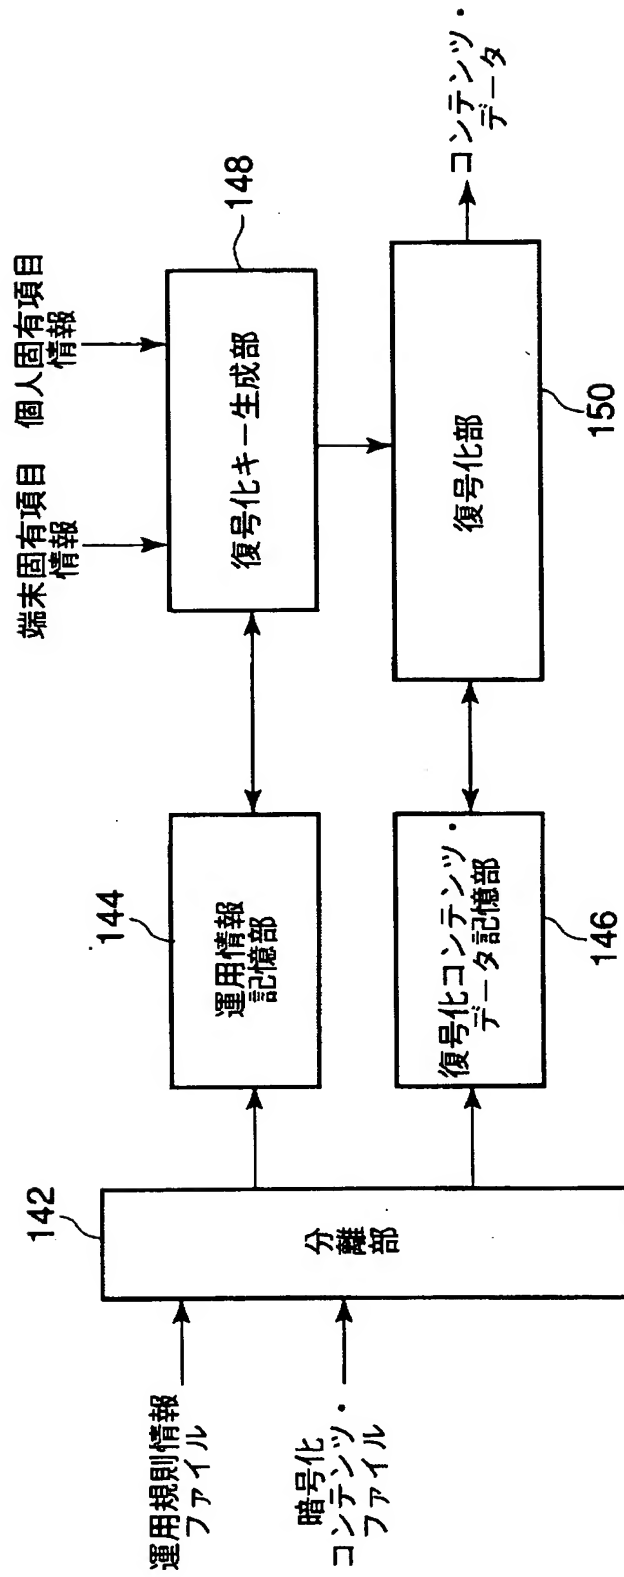 運用規則情報
ファイル
暗号化
コンテンツ・
ファイル
142
分離部
144
運用情報
記憶部
復号化コンテンツ・
データ記憶部
146
端末固有項目
情報
個人固有項目
情報
148
復号化キー生成部
復号化部
150
コンテンツ・
データ